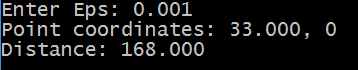 Enter Eps: 0.001
Point coordinates: 33.000, 0
Distance: 168.000